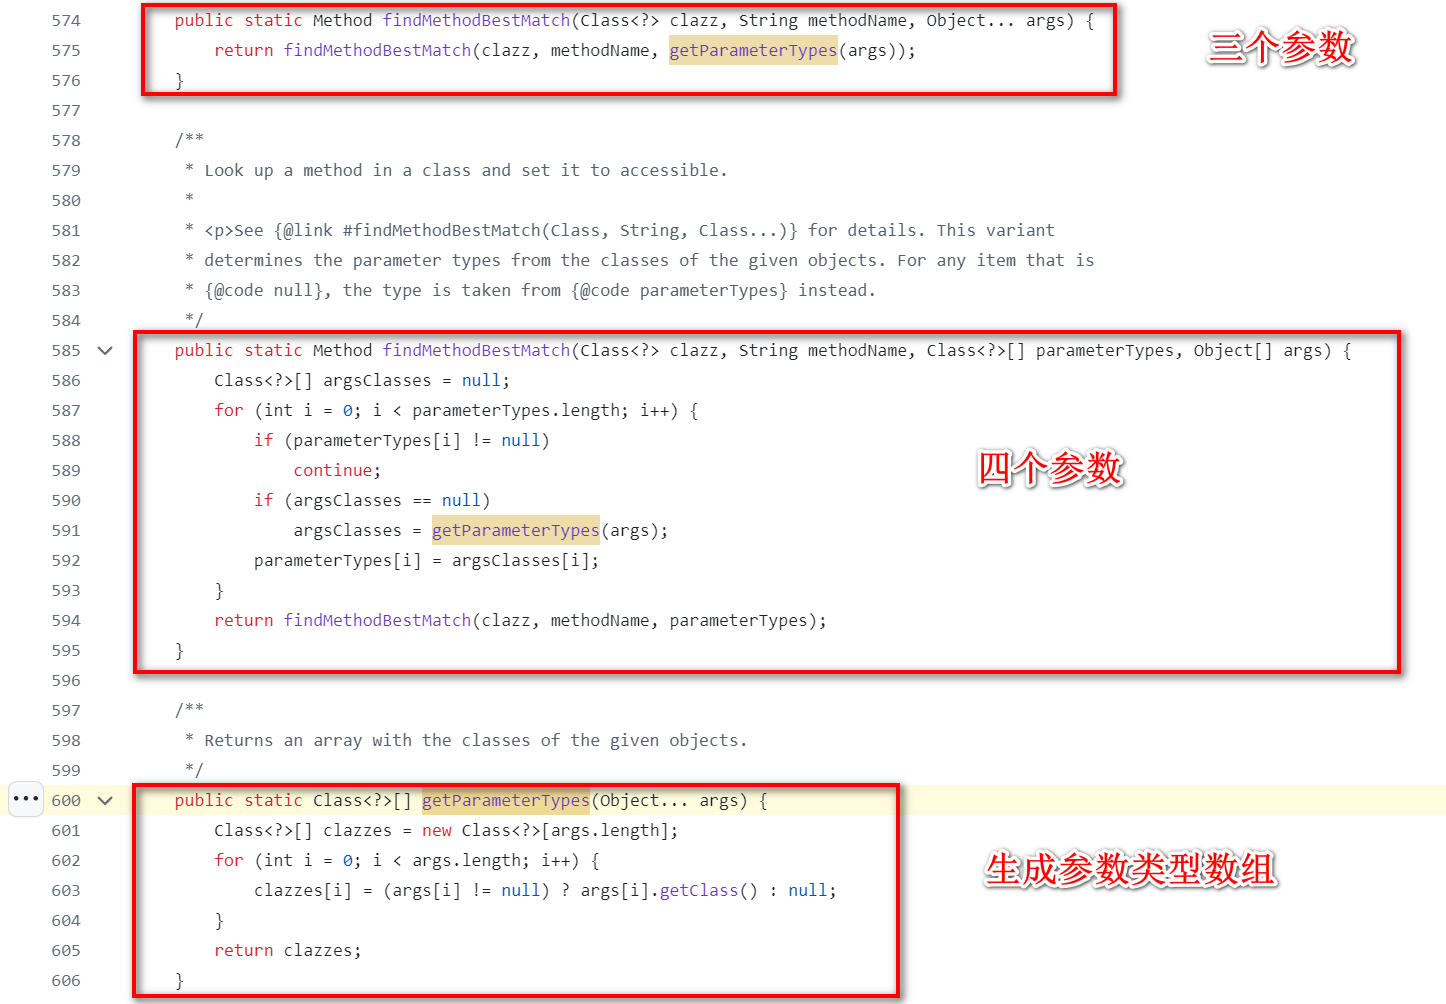 574 public static Method findMethodBestMatch(Class<?> clazz, String methodName, Object... args) {
三个参数
575 return findMethodBestMatch(clazz, methodName, getParameterTypes(args));
576 }
577
578 /**
579 * Look up a method in a class and set it to accessible.
580 *
581 * <p>See {@link #findMethodBestMatch(Class, String, Class...)} for details. This variant
582 * determines the parameter types from the classes of the given objects. For any item that is
583 * {@code null}, the type is taken from {@code parameterTypes} instead.
584 */
585 public static Method findMethodBestMatch(Class<?> clazz, String methodName, Class<?>[] parameterTypes, Object[] args) {
586 Class<?>[] argsClasses = null;
587 for (int i = 0; i < parameterTypes.length; i++) {
588 if (parameterTypes[i] != null)
589 continue;
四个参数
590 if (argsClasses == null)
591 argsClasses = getParameterTypes(args);
592 parameterTypes[i] = argsClasses[i];
593 }
594 return findMethodBestMatch(clazz, methodName, parameterTypes);
595 }
596
597 /**
598 * Returns an array with the classes of the given objects.
599 */
600 public static Class<?>[] getParameterTypes(Object... args) {
601 Class<?>[] clazzes = new Class<?>[args.length];
602 for (int i = 0; i < args.length; i++) {
生成参数类型数组
603 clazzes[i] = (args[i] != null) ? args[i].getClass() : null;
604 }
605 return clazzes;
606 }